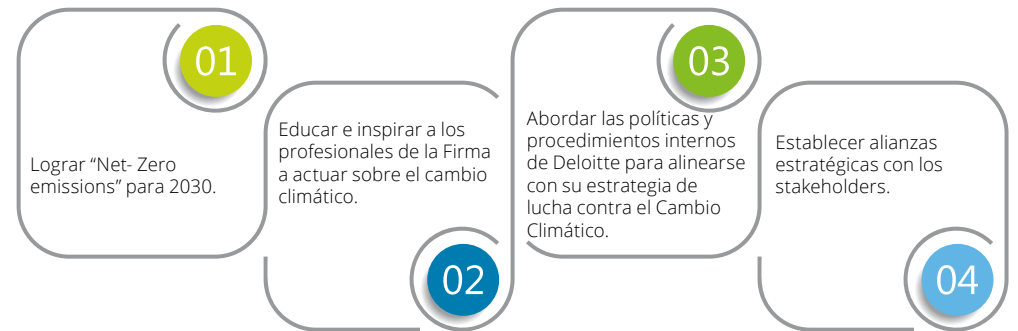 01
Lograr “Net- Zero
emissions” para 2030.
Educar e inspirar a los
profesionales de la Firma
a actuar sobre el cambio
climático.
02
03
Abordar las políticas y
procedimientos internos
de Deloitte para alinearse
con su estrategia de
lucha contra el Cambio
Climático.
Establecer alianzas
estratégicas con los
stakeholders.
04